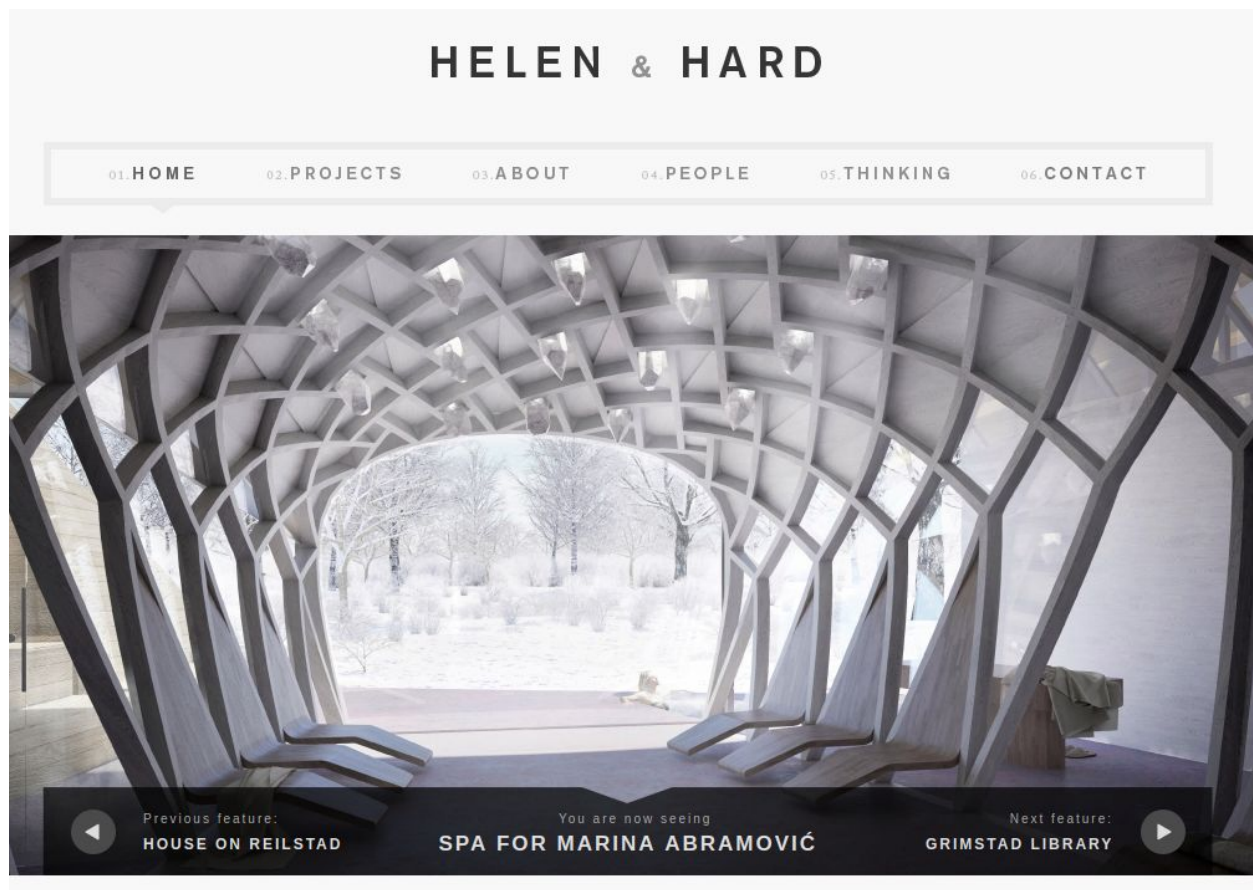 HELEN & HARD
01.HOME 02.PROJECTS 03.ABOUT 04.PEOPLE 05.THINKING 06.CONTACT
Previous feature:
HOUSE ON REILSTAD
You are now seeing
SPA FOR MARINA ABRAMOVIĆ
Next feature:
GRIMSTAD LIBRARY